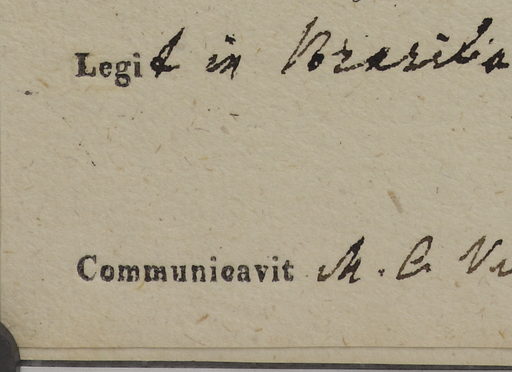 Legit in Brasilia
Communicavit M. C.